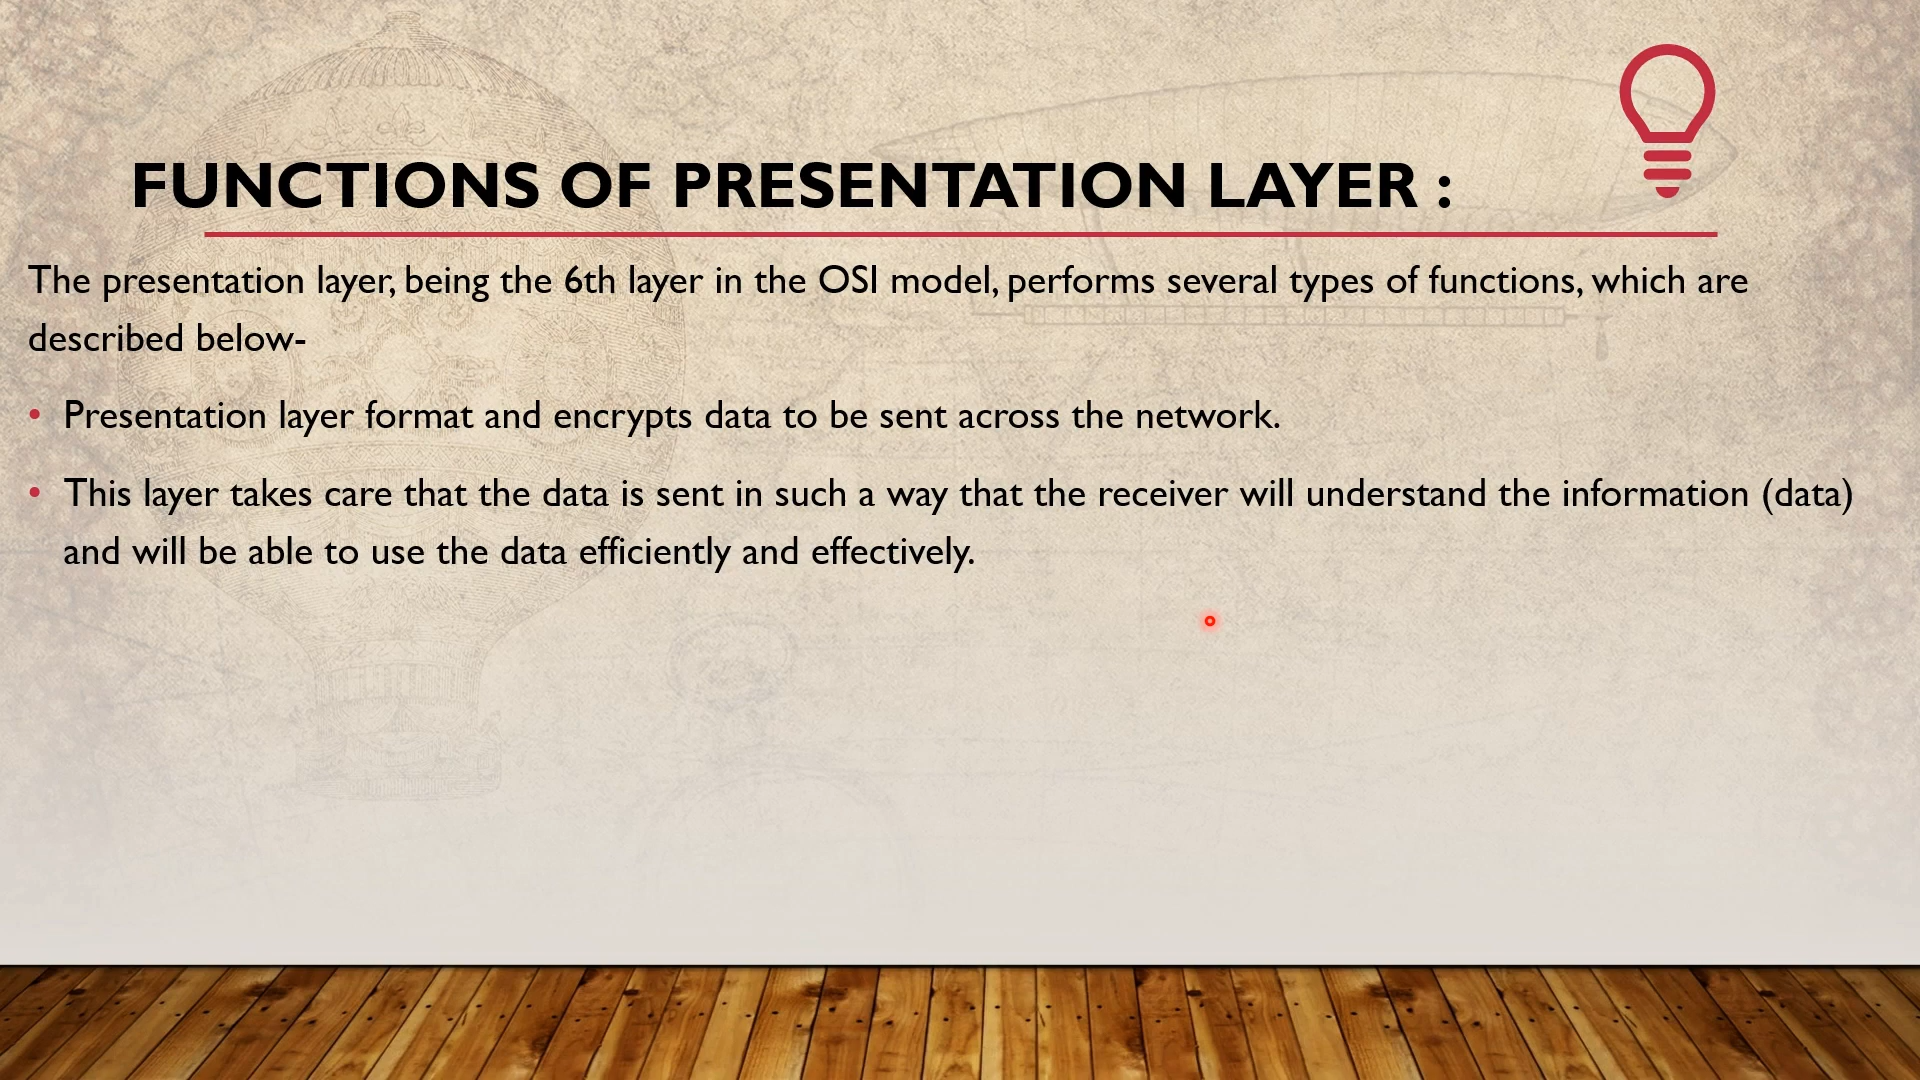 FUNCTIONS OF PRESENTATION LAYER :
The presentation layer, being the 6th layer in the OSI model, performs several types of functions, which are
described below-
• Presentation layer format and encrypts data to be sent across the network.
• This layer takes care that the data is sent in such a way that the receiver will understand the information (data)
and will be able to use the data efficiently and effectively.